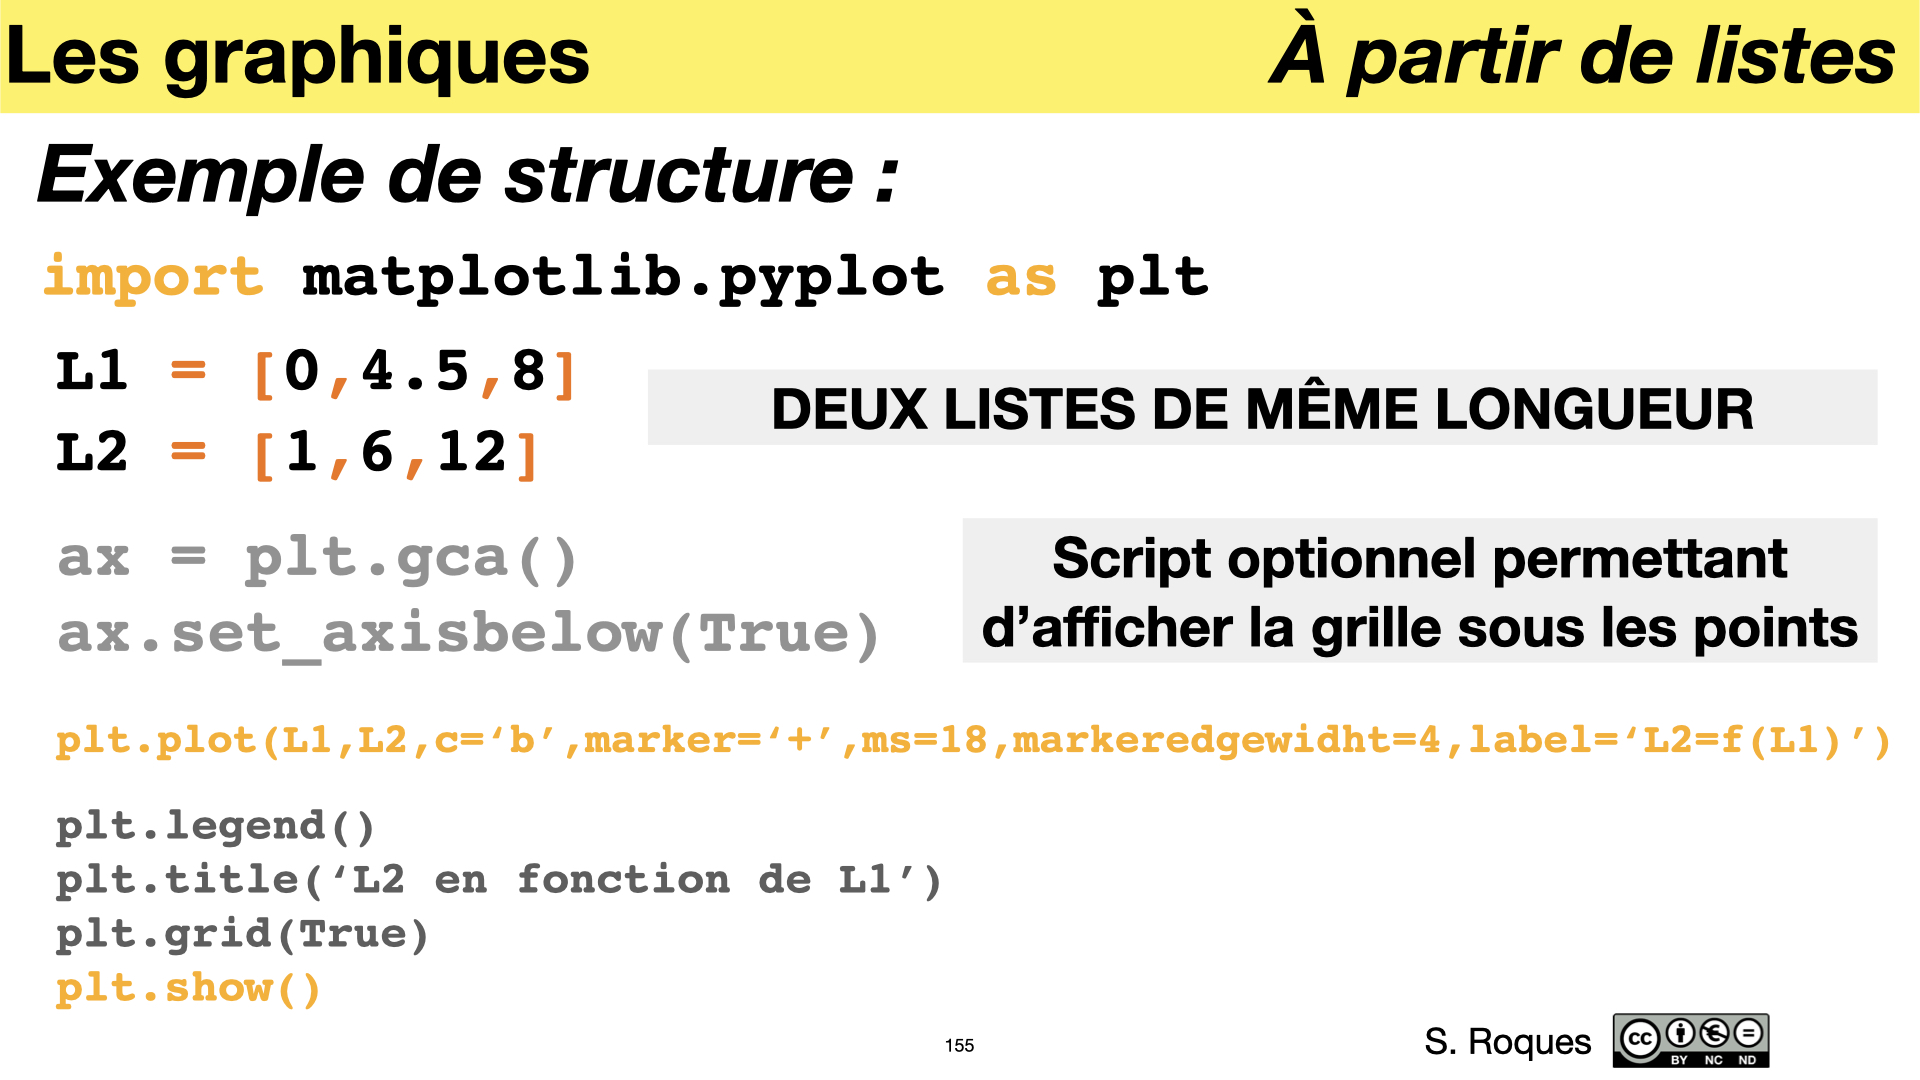 Les graphiques À partir de listes
Exemple de structure :
import matplotlib.pyplot as plt
L1 = [0,4.5,8]
L2 = [1,6,12]
DEUX LISTES DE MÊME LONGUEUR
ax = plt.gca()
ax.set_axisbelow(True)
Script optionnel permettant
d’afficher la grille sous les points
plt.plot(L1,L2,c=‘b’,marker=‘+’,ms=18,markeredgewidht=4,label=‘L2=f(L1)’)
plt.legend()
plt.title(‘L2 en fonction de L1’)
plt.grid(True)
plt.show()
155
S. Roques
cc BY NC ND